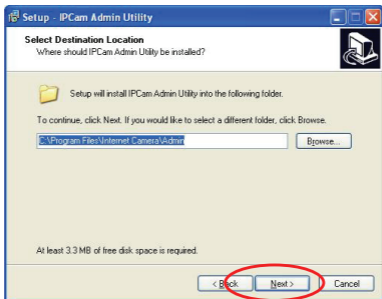 Setup - IPCam Admin Utility
Select Destination Location
Where should IPCam Admin Utility be installed?
Setup will install IPCam Admin Utility into the following folder.
To continue, click Next. If you would like to select a different folder, click Browse.
C:\Program Files\Internet Camera\Admin
Browse...
At least 3.3 MB of free disk space is required.
< Back
Next >
Cancel